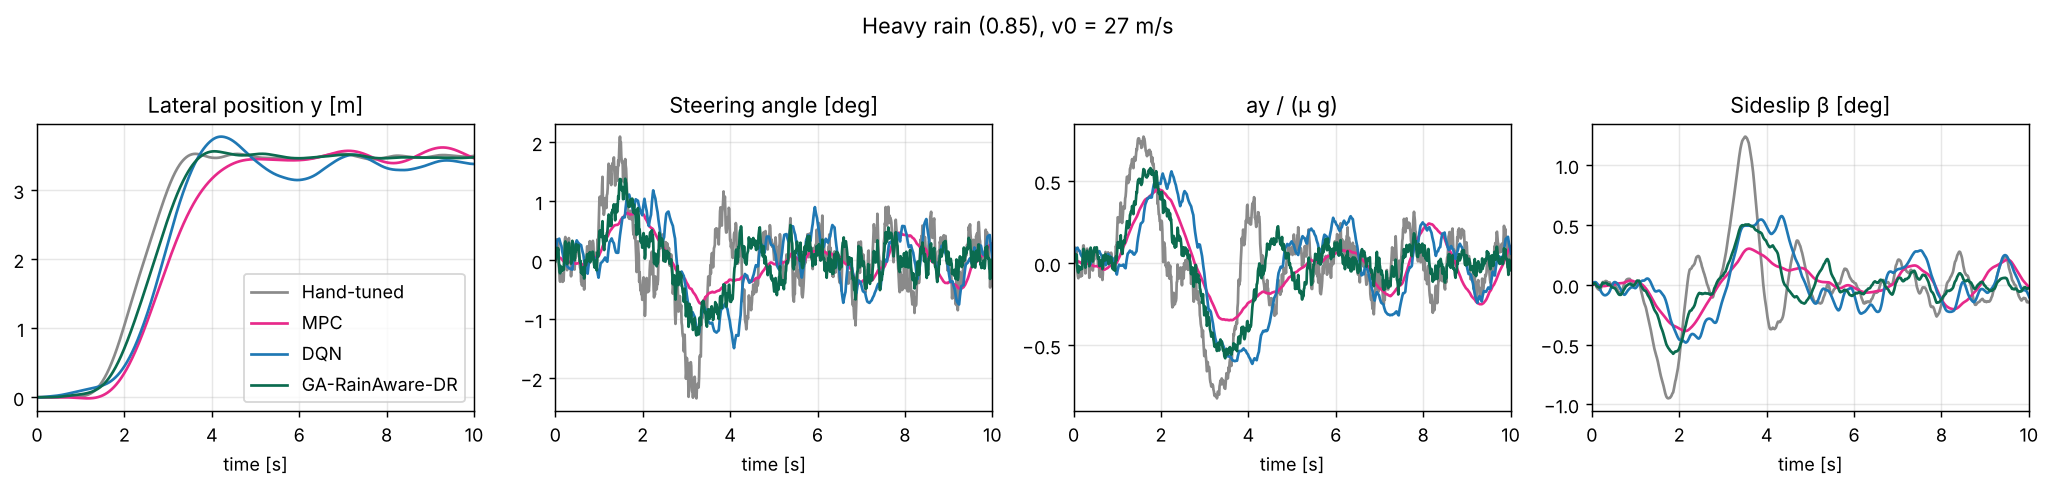 Heavy rain (0.85), v0 = 27 m/s
Lateral position y [m]
3
2
1
0
0 2 4 6 8 10
time [s]
Hand-tuned
MPC
DQN
GA-RainAware-DR
Steering angle [deg]
2
1
0
−1
−2
0 2 4 6 8 10
time [s]
ay / (μ g)
0.5
0.0
−0.5
0 2 4 6 8 10
time [s]
Sideslip β [deg]
1.0
0.5
0.0
−0.5
−1.0
0 2 4 6 8 10
time [s]